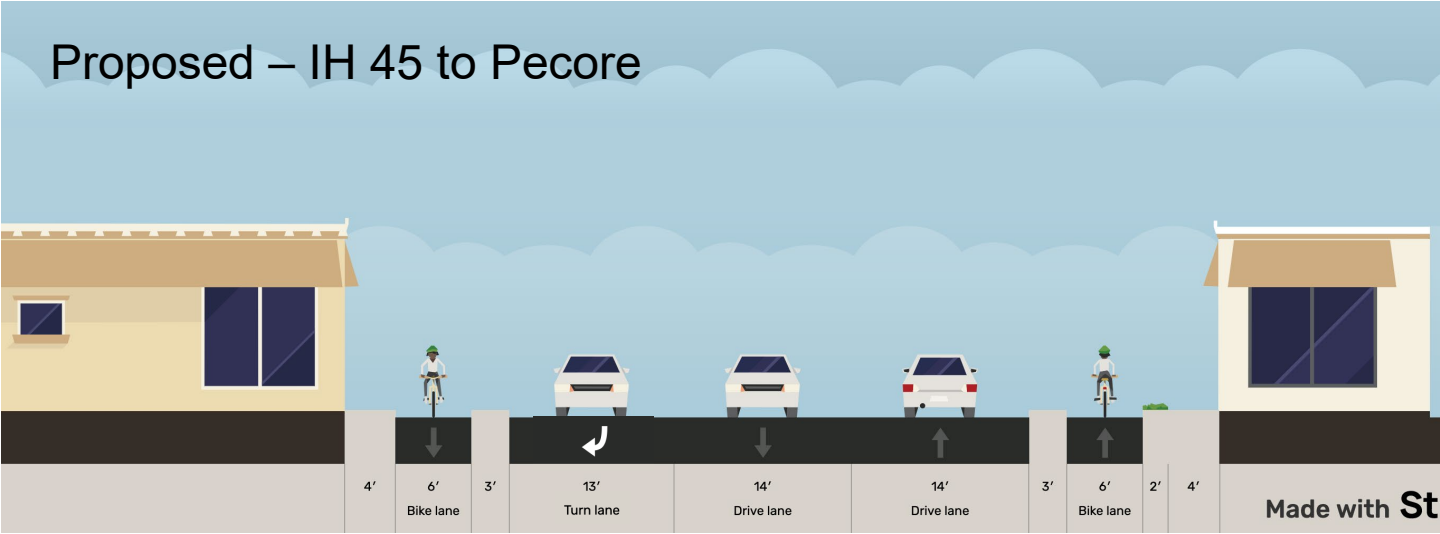 Proposed – IH 45 to Pecore
4′ 6′ 3′ 13′ 14′ 14′ 3′ 6′ 2′ 4′
Bike lane Turn lane Drive lane Drive lane Bike lane
Made with St